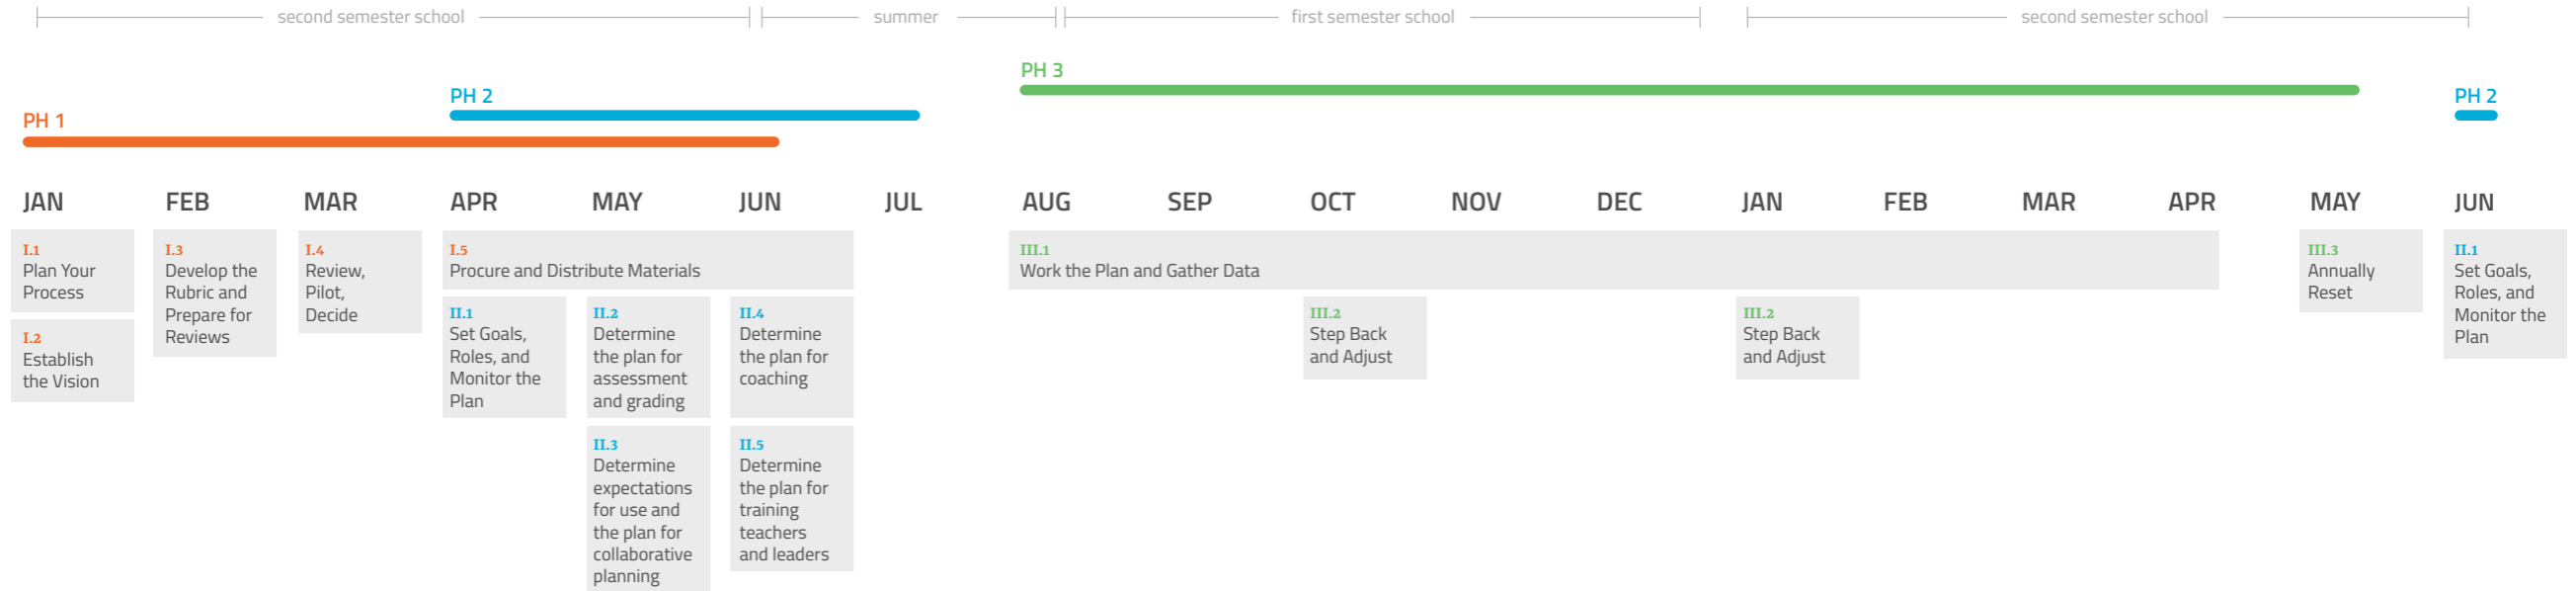 second semester school
summer
first semester school
second semester school
PH 3
PH 2
PH 2
PH 1
JAN
FEB
MAR
APR
MAY
JUN
JUL
AUG
SEP
OCT
NOV
DEC
JAN
FEB
MAR
APR
MAY
JUN
I.1
Plan Your
Process
I.2
Establish
the Vision
I.3
Develop the
Rubric and
Prepare for
Reviews
I.4
Review,
Pilot,
Decide
I.5
Procure and Distribute Materials
II.1
Set Goals,
Roles, and
Monitor the
Plan
II.2
Determine
the plan for
assessment
and grading
II.3
Determine
expectations
for use and
the plan for
collaborative
planning
II.4
Determine
the plan for
coaching
II.5
Determine
the plan for
training
teachers
and leaders
III.1
Work the Plan and Gather Data
III.2
Step Back
and Adjust
III.2
Step Back
and Adjust
III.3
Annually
Reset
II.1
Set Goals,
Roles, and
Monitor the
Plan